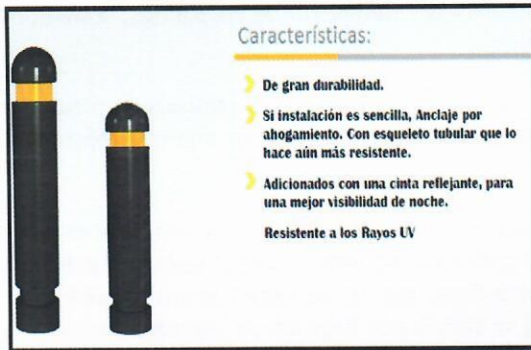 Características:
De gran durabilidad.
Si instalación es sencilla, Anclaje por
ahogamiento. Con esqueleto tubular que lo
hace aún más resistente.
Adicionados con una cinta reflejante, para
una mejor visibilidad de noche.
Resistente a los Rayos UV